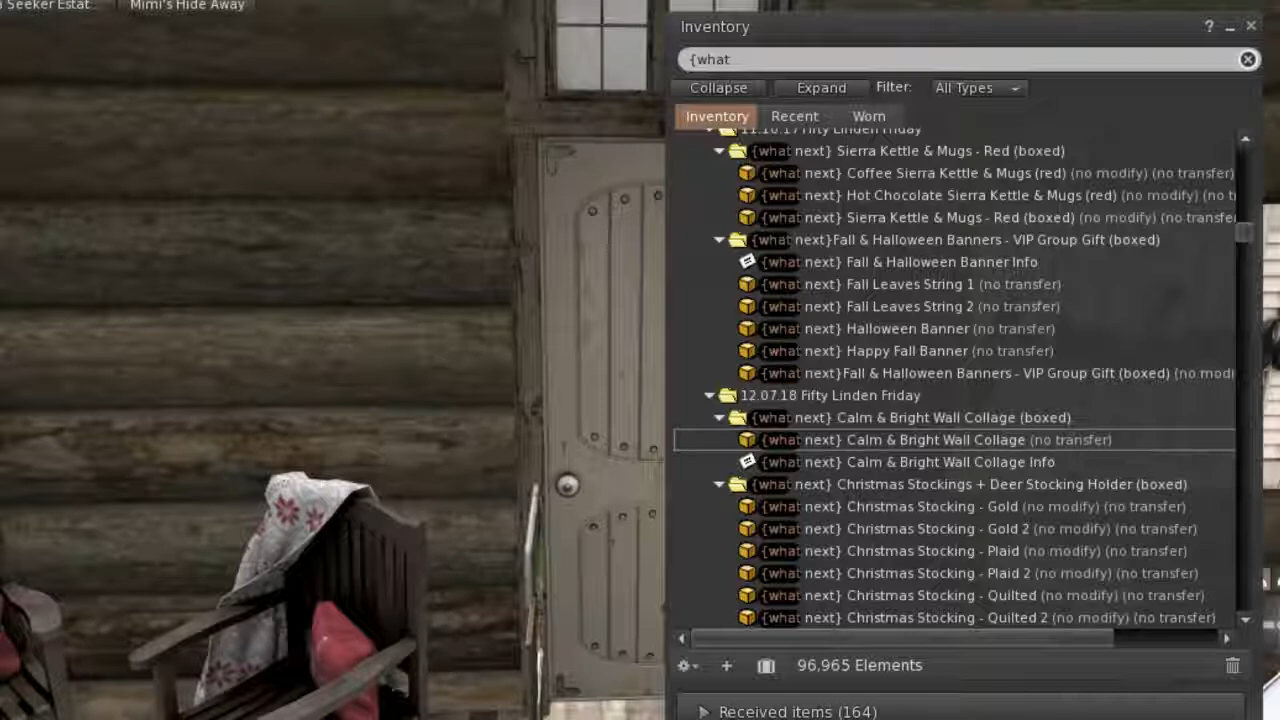 Seeker Estat.
Mimi's Hide Away
Inventory
{what
Collapse Expand Filter: All Types
Inventory Recent Worn
Fifty Linden Friday
{what next} Sierra Kettle & Mugs - Red (boxed)
{what next} Coffee Sierra Kettle & Mugs (red) (no modify) (no transfer)
{what next} Hot Chocolate Sierra Kettle & Mugs (red) (no modify) (no t
{what next} Sierra Kettle & Mugs - Red (boxed) (no modify) (no transfe
{what next}Fall & Halloween Banners - VIP Group Gift (boxed)
{what next} Fall & Halloween Banner Info
{what next} Fall Leaves String 1 (no transfer)
{what next} Fall Leaves String 2 (no transfer)
{what next} Halloween Banner (no transfer)
{what next} Happy Fall Banner (no transfer)
{what next}Fall & Halloween Banners - VIP Group Gift (boxed) (no modi
12.07.18 Fifty Linden Friday
{what next} Calm & Bright Wall Collage (boxed)
{what next} Calm & Bright Wall Collage (no transfer)
{what next} Calm & Bright Wall Collage Info
{what next} Christmas Stockings + Deer Stocking Holder (boxed)
{what next} Christmas Stocking - Gold (no modify) (no transfer)
{what next} Christmas Stocking - Gold 2 (no modify) (no transfer)
{what next} Christmas Stocking - Plaid (no modify) (no transfer)
{what next} Christmas Stocking - Plaid 2 (no modify) (no transfer)
{what next} Christmas Stocking - Quilted (no modify) (no transfer)
{what next} Christmas Stocking - Quilted 2 (no modify) (no transfer)
96,965 Elements
Received items (164)